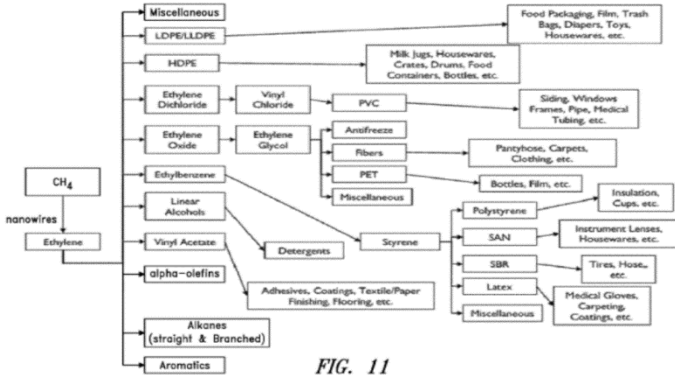 Miscellaneous
LDPE/LLDPE
Food Packaging, Film, Trash
Bags, Diapers, Toys,
Housewares, etc.
HDPE
Milk Jugs, Housewares,
Crates, Drums, Food
Containers, Bottles, etc.
Ethylene
Dichloride
Vinyl
Chloride
PVC
Siding, Windows
Frames, Pipe, Medical
Tubing, etc.
Ethylene
Oxide
Ethylene
Glycol
Antifreeze
Fibers
Pantyhose, Carpets,
Clothing, etc.
PET
Bottles, Film, etc.
Miscellaneous
CH4
nanowires
Ethylene
Ethylbenzene
Linear
Alcohols
Detergents
Styrene
Polystyrene
Insulation,
Cups, etc.
SAN
Instrument Lenses,
Housewares, etc.
SBR
Tires, Hose,,
etc.
Latex
Medical Gloves,
Carpeting,
Coatings, etc.
Miscellaneous
Vinyl Acetate
Adhesives, Coatings, Textile/Paper
Finishing, Flooring, etc.
alpha-olefins
Alkanes
(straight & Branched)
Aromatics
FIG. 11